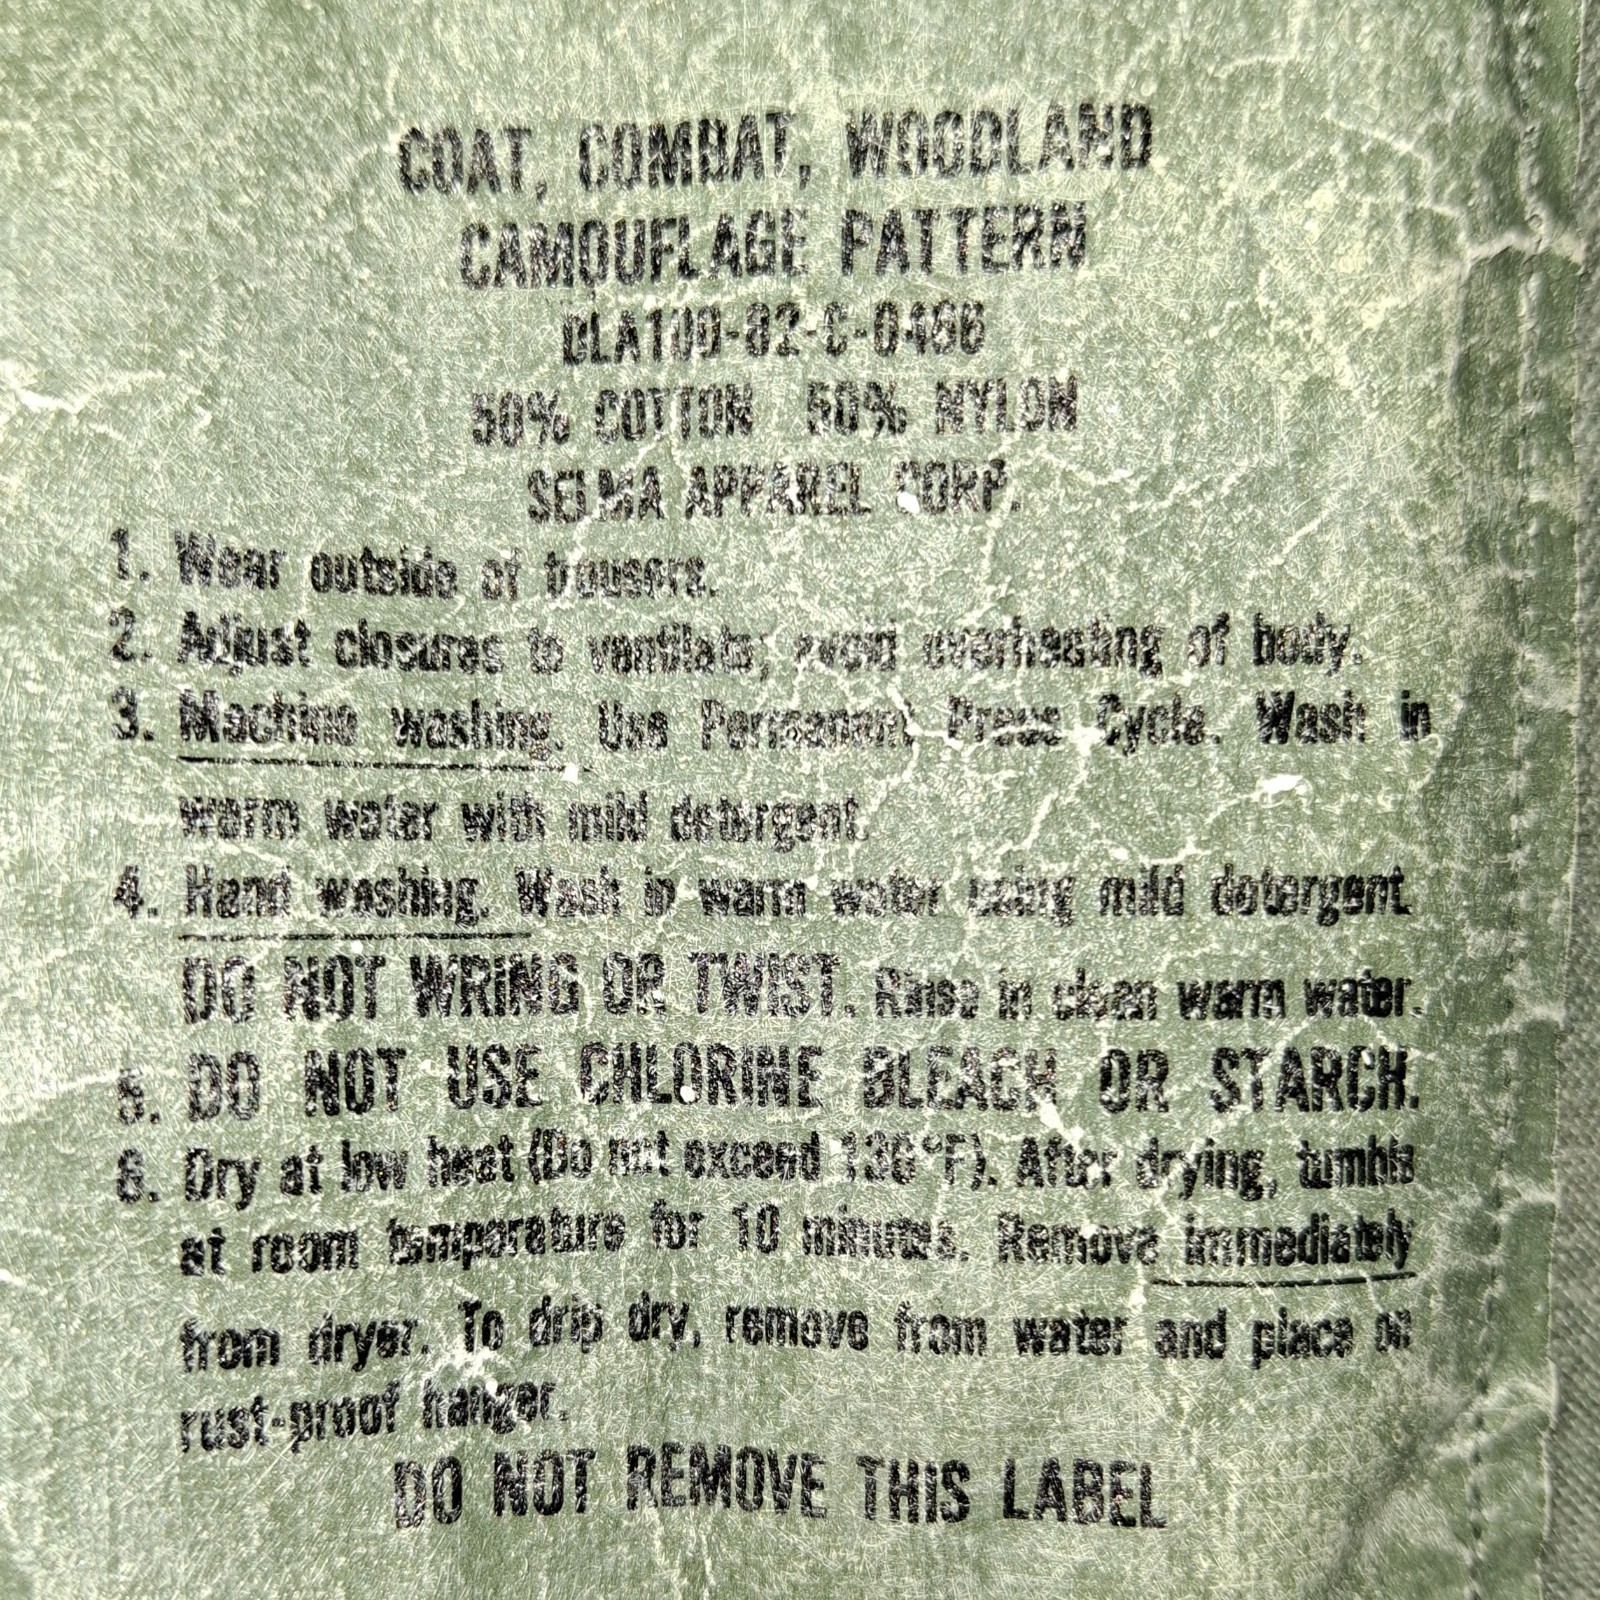 COAT, COMBAT, WOODLAND
CAMOUFLAGE PATTERN
DLA100-82-C-0466
50% COTTON 50% NYLON
SELMA APPAREL CORP.
1. Wear outside of trousers.
2. Adjust closures to ventilate; avoid overheating of body.
3. Machine washing. Use Permanent Press Cycle. Wash in
warm water with mild detergent.
4. Hand washing. Wash in warm water using mild detergent.
DO NOT WRING OR TWIST. Rinse in clean warm water.
5. DO NOT USE CHLORINE BLEACH OR STARCH.
6. Dry at low heat (Do not exceed 130°F). After drying, tumble
at room temperature for 10 minutes. Remove immediately
from dryer. To drip dry, remove from water and place on
rust-proof hanger.
DO NOT REMOVE THIS LABEL